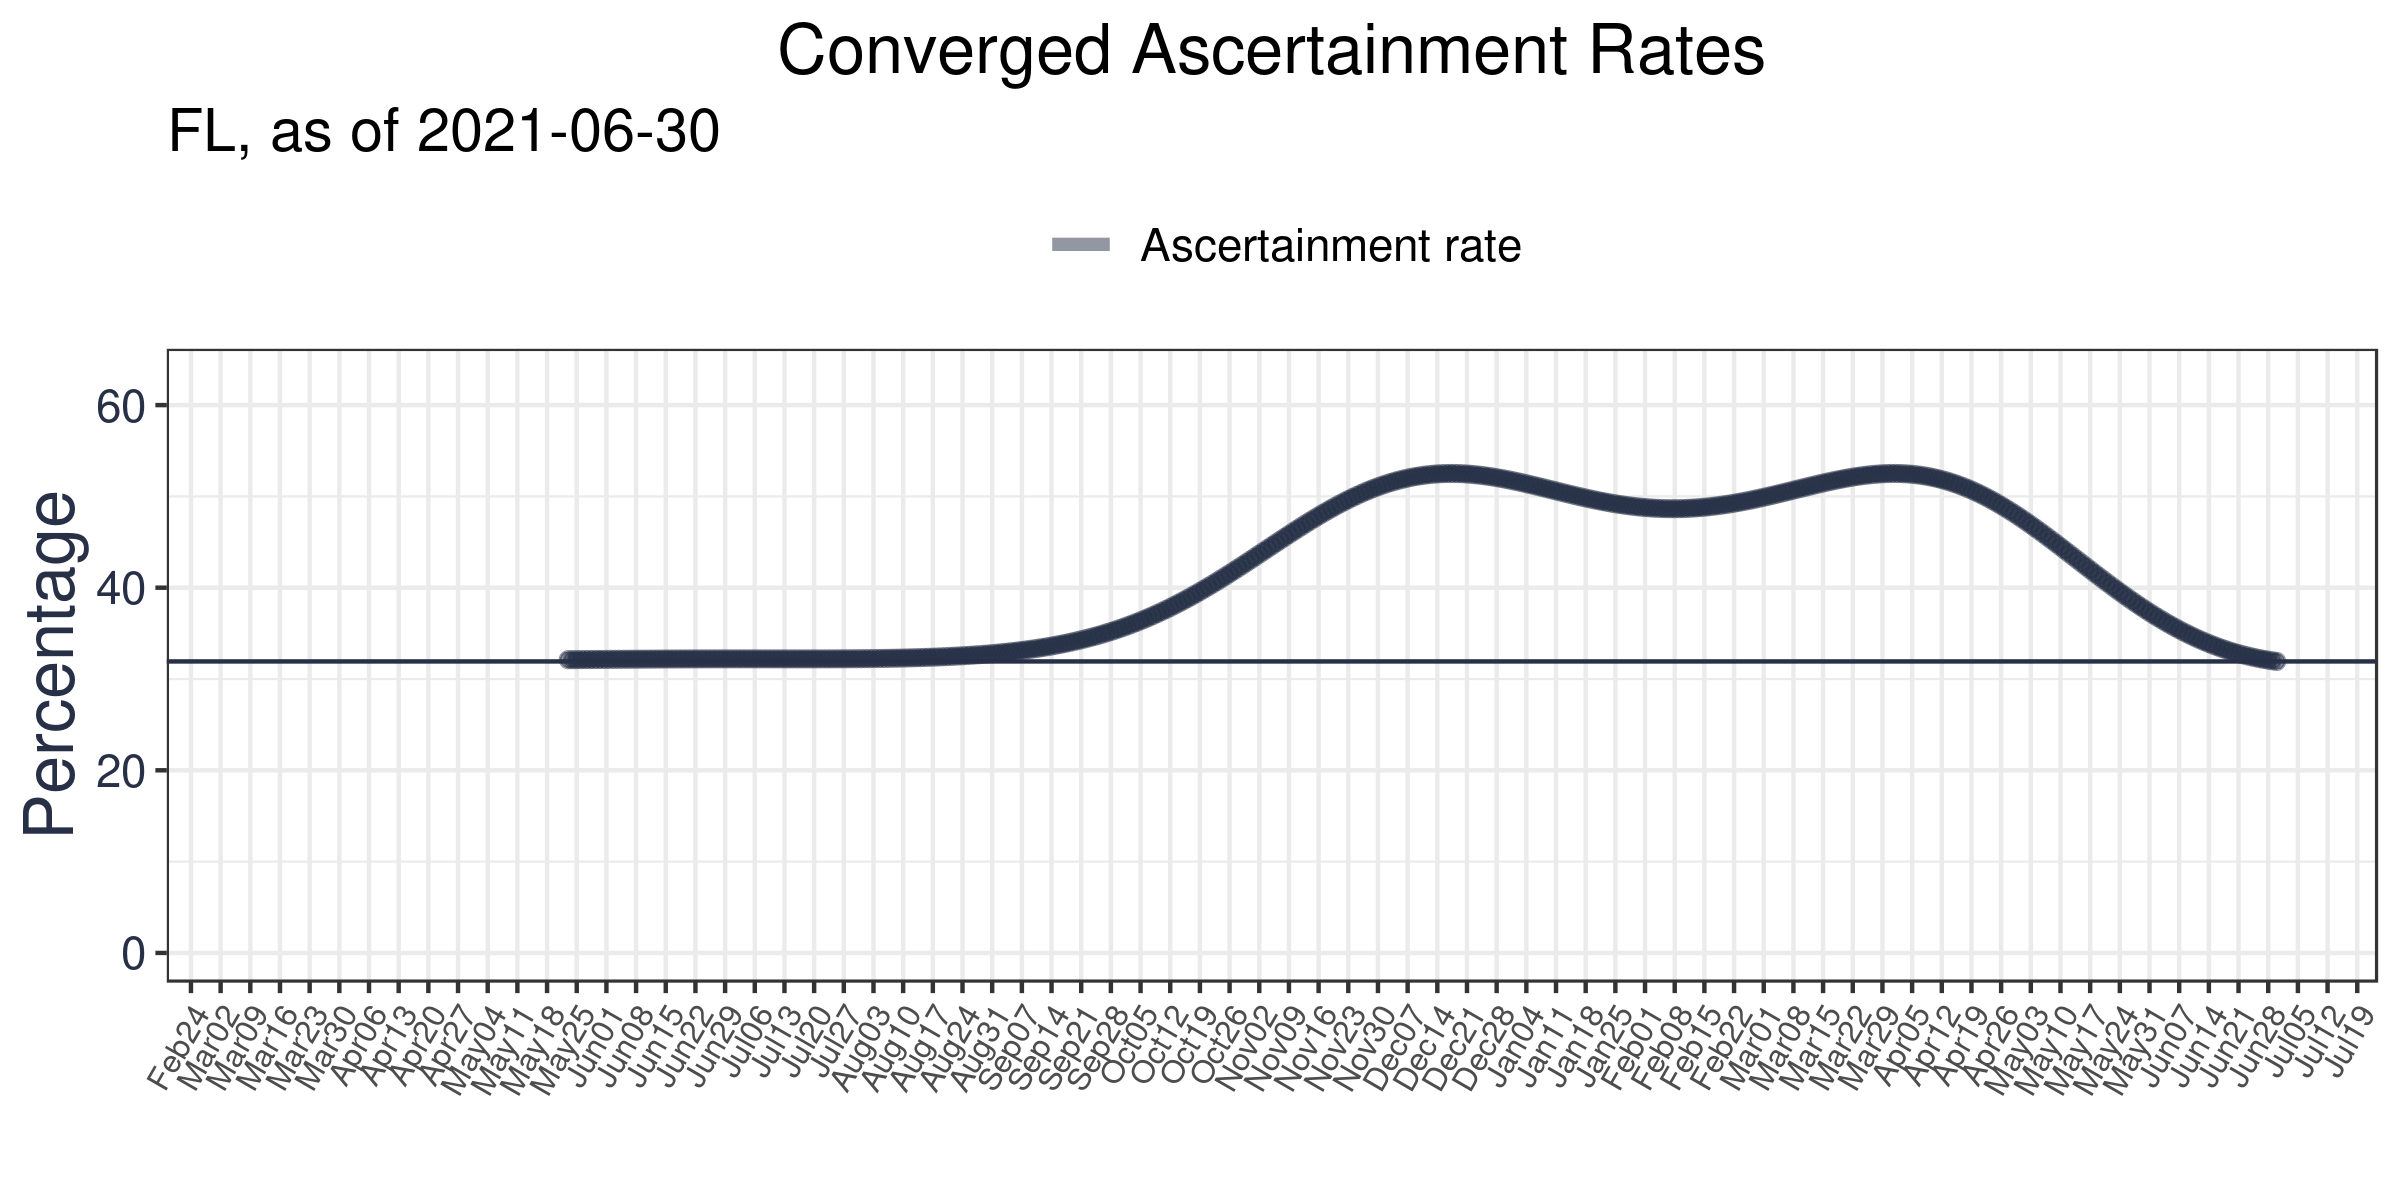 Converged Ascertainment Rates
FL, as of 2021-06-30
Ascertainment rate
Percentage
60
40
20
0
Feb24 Mar02 Mar09 Mar16 Mar23 Mar30 Apr06 Apr13 Apr20 Apr27 May04 May11 May18 May25 Jun01 Jun08 Jun15 Jun22 Jun29 Jul06 Jul13 Jul20 Jul27 Aug03 Aug10 Aug17 Aug24 Aug31 Sep07 Sep14 Sep21 Sep28 Oct05 Oct12 Oct19 Oct26 Nov02 Nov09 Nov16 Nov23 Nov30 Dec07 Dec14 Dec21 Dec28 Jan04 Jan11 Jan18 Jan25 Feb01 Feb08 Feb15 Feb22 Mar01 Mar08 Mar15 Mar22 Mar29 Apr05 Apr12 Apr19 Apr26 May03 May10 May17 May24 May31 Jun07 Jun14 Jun21 Jun28 Jul05 Jul12 Jul19